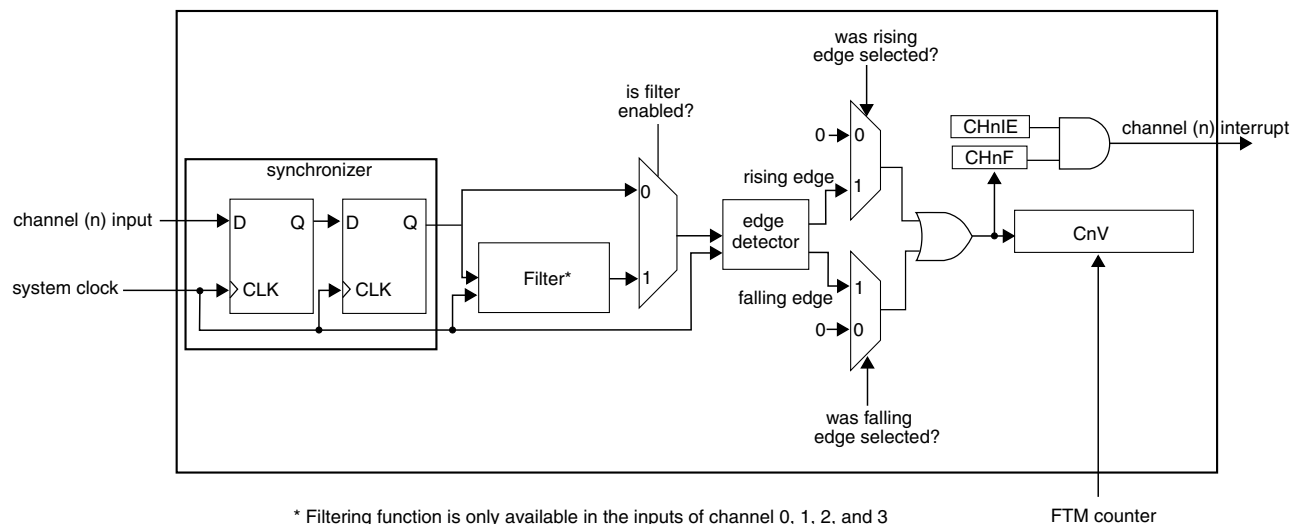 was rising
edge selected?
is filter
enabled?
synchronizer
channel (n) input
D
Q
D
Q
system clock
CLK
CLK
Filter*
0
1
edge
detector
rising edge
0
0
1
falling edge
1
0
0
was falling
edge selected?
CHnIE
CHnF
channel (n) interrupt
CnV
* Filtering function is only available in the inputs of channel 0, 1, 2, and 3
FTM counter